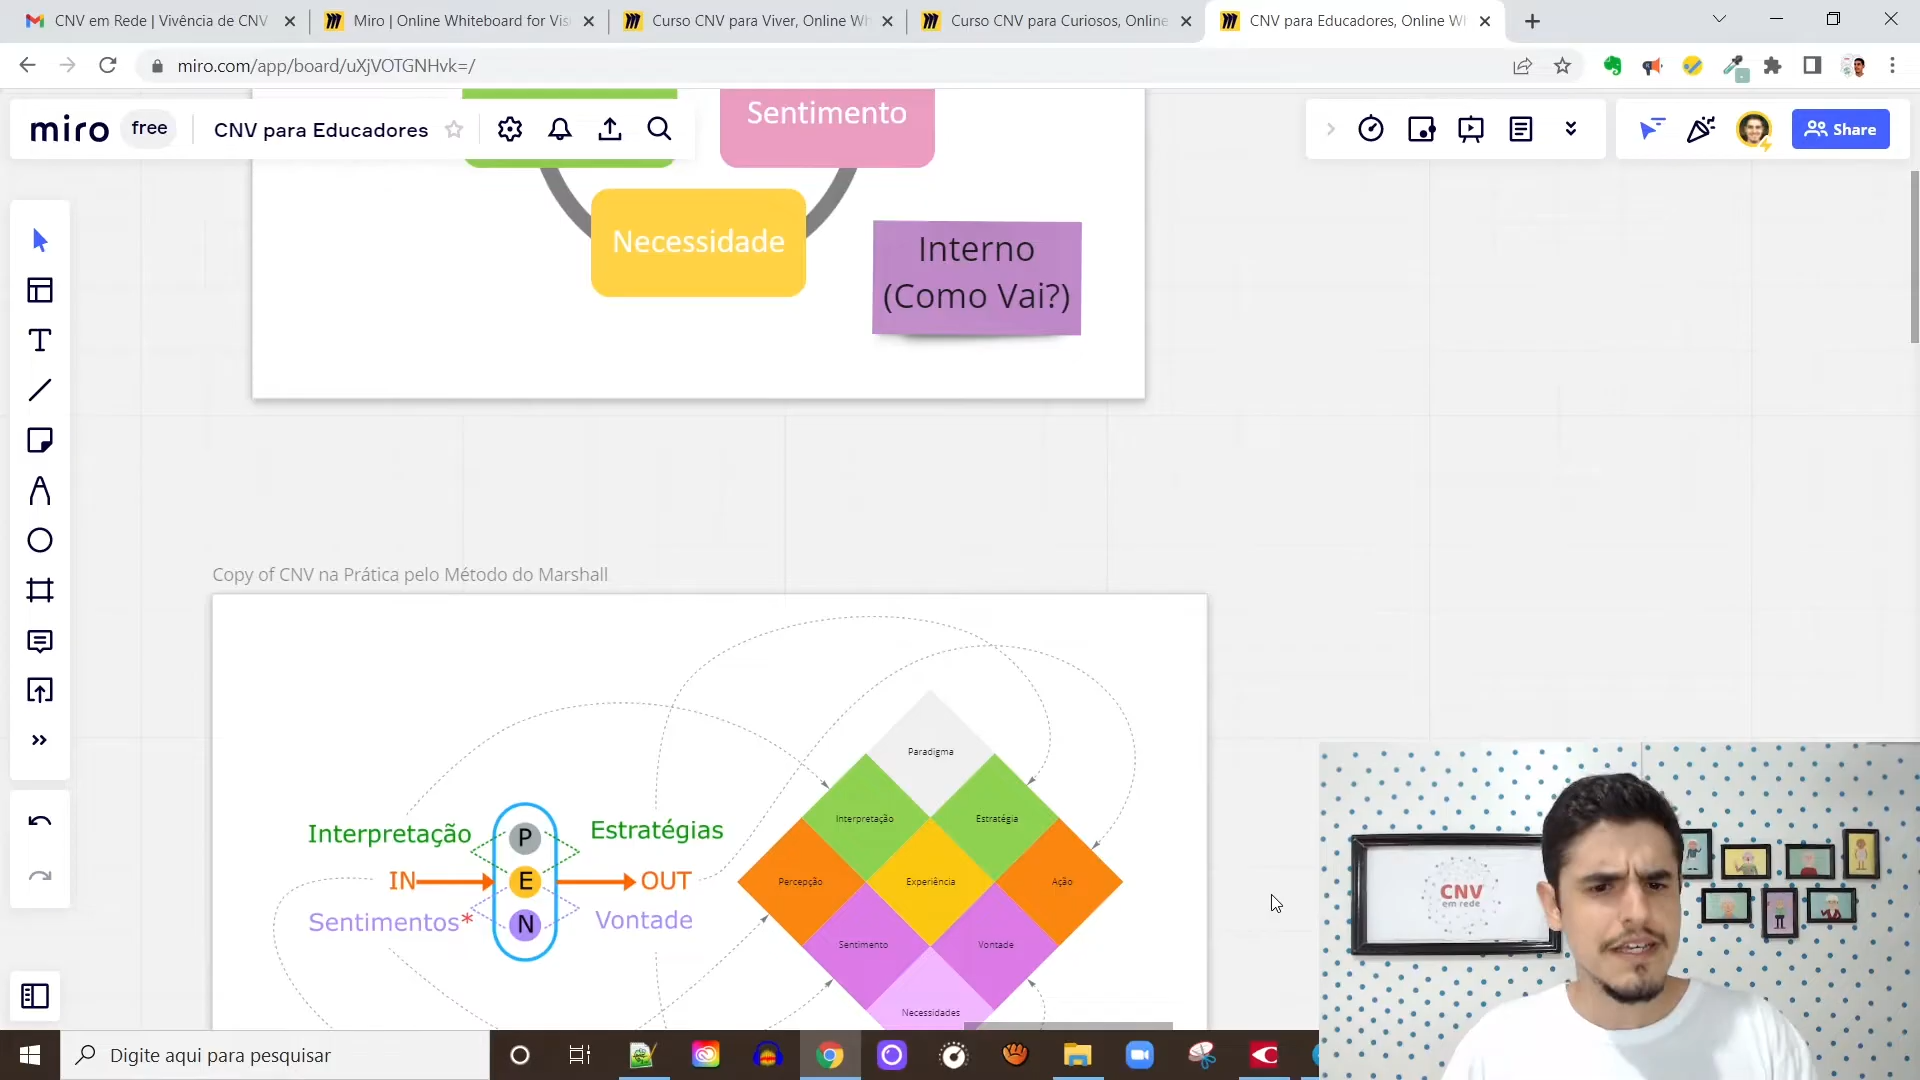 CNV em Rede | Vivência de CNV
Miro | Online Whiteboard for Vis
Curso CNV para Viver, Online Wh
Curso CNV para Curiosos, Online
CNV para Educadores, Online Wh
miro.com/app/board/uXjVOTGNHvk=/
miro
free
CNV para Educadores
Share
Sentimento
Necessidade
Interno
(Como Vai?)
Copy of CNV na Prática pelo Método do Marshall
Interpretação
P
Estratégias
IN
E
OUT
Sentimentos*
N
Vontade
Paradigma
Interpretação
Estratégia
Percepção
Experiência
Ação
Sentimento
Vontade
Necessidades
CNV
em rede
Digite aqui para pesquisar